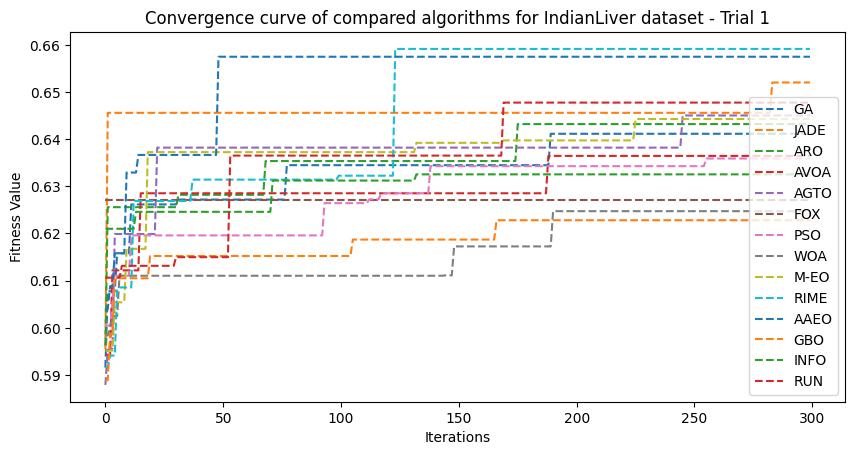 Convergence curve of compared algorithms for IndianLiver dataset - Trial 1
Fitness Value
0.66
0.65
0.64
0.63
0.62
0.61
0.60
0.59
GA
JADE
ARO
AVOA
AGTO
FOX
PSO
WOA
M-EO
RIME
AAEO
GBO
INFO
RUN
0 50 100 150 200 250 300
Iterations